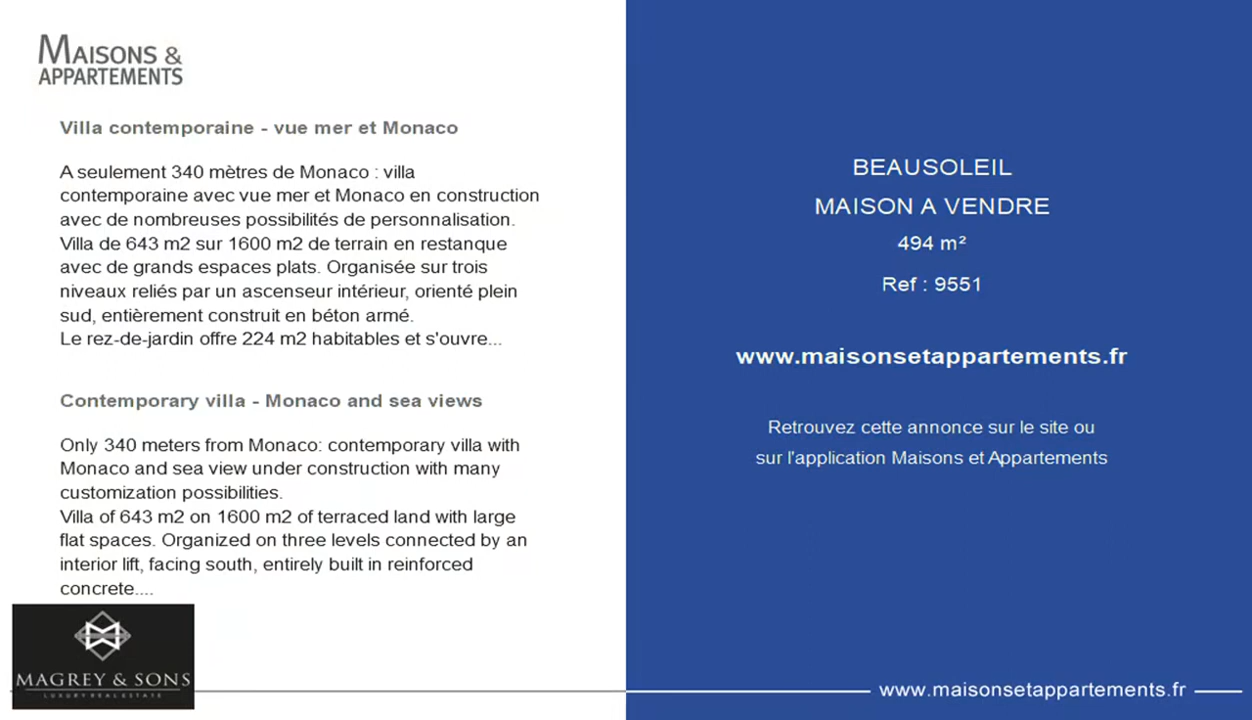 MAISONS &
APPARTEMENTS
Villa contemporaine - vue mer et Monaco
A seulement 340 mètres de Monaco : villa
contemporaine avec vue mer et Monaco en construction
avec de nombreuses possibilités de personnalisation.
Villa de 643 m2 sur 1600 m2 de terrain en restanque
avec de grands espaces plats. Organisée sur trois
niveaux reliés par un ascenseur intérieur, orienté plein
sud, entièrement construit en béton armé.
Le rez-de-jardin offre 224 m2 habitables et s'ouvre...
Contemporary villa - Monaco and sea views
Only 340 meters from Monaco: contemporary villa with
Monaco and sea view under construction with many
customization possibilities.
Villa of 643 m2 on 1600 m2 of terraced land with large
flat spaces. Organized on three levels connected by an
interior lift, facing south, entirely built in reinforced
concrete....
MAGREY & SONS
LUXURY REAL ESTATE
BEAUSOLEIL
MAISON A VENDRE
494 m²
Ref : 9551
www.maisonsetappartements.fr
Retrouvez cette annonce sur le site ou
sur l'application Maisons et Appartements
www.maisonsetappartements.fr